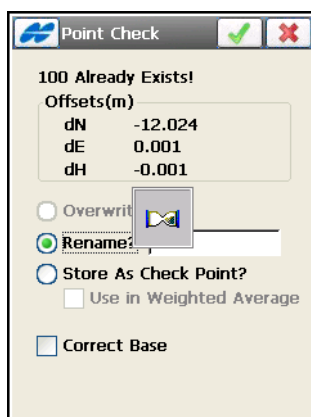 Point Check
100 Already Exists!
Offsets(m)
dN -12.024
dE 0.001
dH -0.001
Overwrit
Rename?
Store As Check Point?
Use in Weighted Average
Correct Base